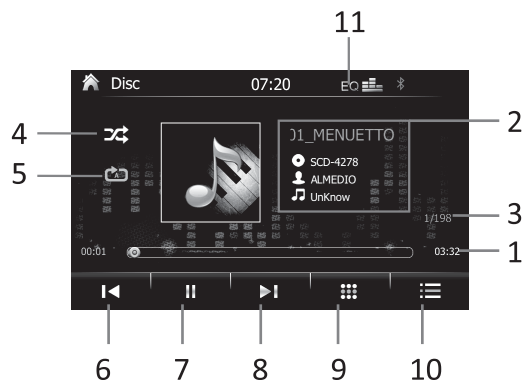 11
Disc 07:20 EQ
4
01_MENUETTO
2
5
SCD-4278
ALMEDIO
UnKnow
1/198
3
00:01 03:32
1
6 7 8 9 10